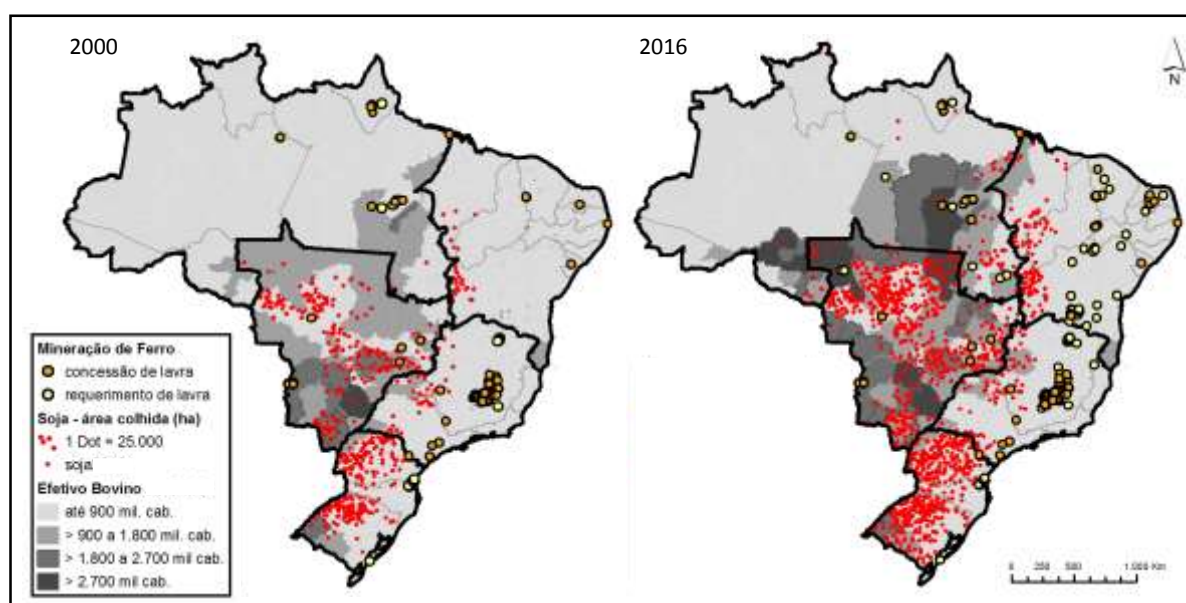 2000
2016
N
Mineração de Ferro
concessão de lavra
requerimento de lavra
Soja - área colhida (ha)
1 Dot = 25.000
soja
Efetivo Bovino
até 900 mil. cab.
> 900 a 1.800 mil. cab.
> 1.800 a 2.700 mil cab.
> 2.700 mil cab.
0 250 500 1.000 Km